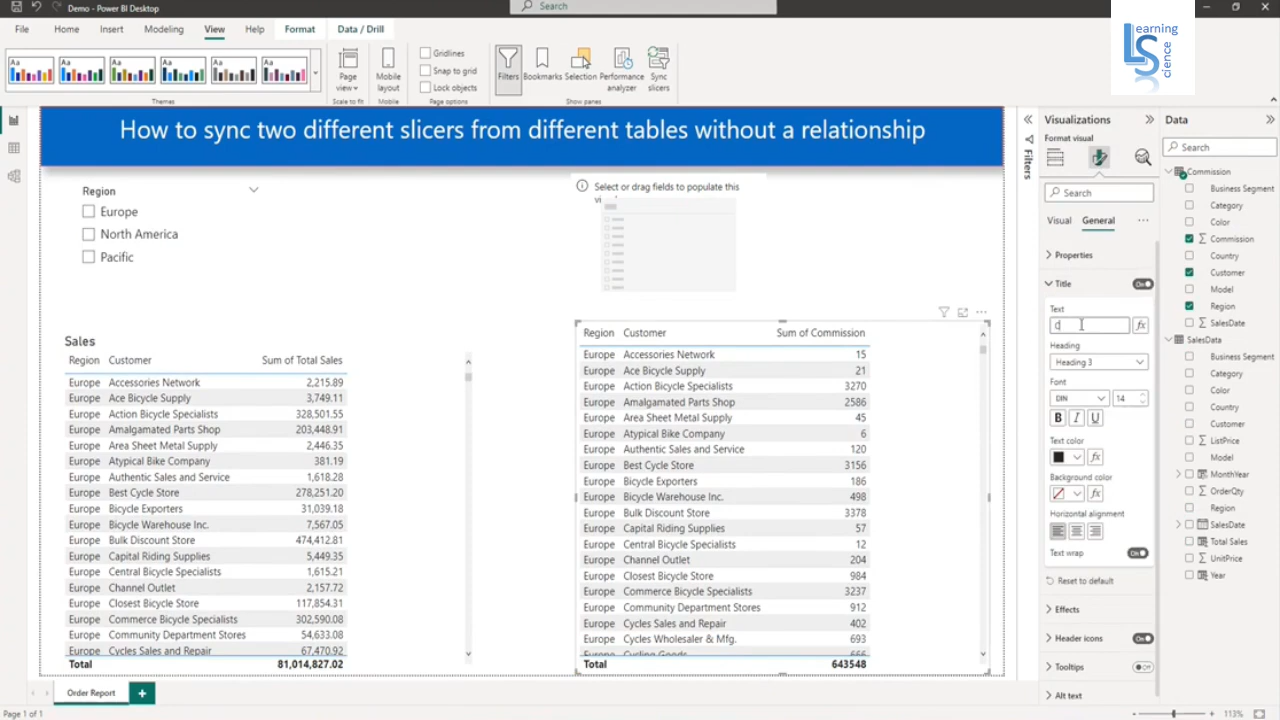 Demo - Power BI Desktop
Search
Learning
Science
File Home Insert Modeling View Help Format Data / Drill
Aa Aa Aa Aa Aa Aa
Themes
Page view
Scale to fit
Mobile layout
Mobile
Gridlines
Snap to grid
Lock objects
Page options
Filters
Bookmarks
Selection
Performance analyzer
Sync slicers
Show panes
How to sync two different slicers from different tables without a relationship
Region
Europe
North America
Pacific
Select or drag fields to populate this
Sales
Region Customer Sum of Total Sales
Europe Accessories Network 2,215.89
Europe Ace Bicycle Supply 3,749.11
Europe Action Bicycle Specialists 328,501.55
Europe Amalgamated Parts Shop 203,448.91
Europe Area Sheet Metal Supply 2,446.35
Europe Atypical Bike Company 381.19
Europe Authentic Sales and Service 1,618.28
Europe Best Cycle Store 278,251.20
Europe Bicycle Exporters 31,039.18
Europe Bicycle Warehouse Inc. 7,567.05
Europe Bulk Discount Store 474,412.81
Europe Capital Riding Supplies 5,449.35
Europe Central Bicycle Specialists 1,615.21
Europe Channel Outlet 2,157.72
Europe Closest Bicycle Store 117,854.31
Europe Commerce Bicycle Specialists 302,590.08
Europe Community Department Stores 54,633.08
Europe Cycles Sales and Repair 67,470.92
Total 81,014,827.02
Region Customer Sum of Commission
Europe Accessories Network 15
Europe Ace Bicycle Supply 21
Europe Action Bicycle Specialists 3270
Europe Amalgamated Parts Shop 2586
Europe Area Sheet Metal Supply 45
Europe Atypical Bike Company 6
Europe Authentic Sales and Service 120
Europe Best Cycle Store 3156
Europe Bicycle Exporters 186
Europe Bicycle Warehouse Inc. 498
Europe Bulk Discount Store 3378
Europe Capital Riding Supplies 57
Europe Central Bicycle Specialists 12
Europe Channel Outlet 204
Europe Closest Bicycle Store 984
Europe Commerce Bicycle Specialists 3237
Europe Community Department Stores 912
Europe Cycles Sales and Repair 402
Europe Cycles Wholesaler & Mfg. 693
Europe Cycling Goods 666
Total 643548
Filters
Visualizations
Format visual
Search
Visual General
Properties
Title On
Text
fx
Heading
Heading 3
Font
DIN 14
B I U
Text color
fx
Background color
fx
Horizontal alignment
Text wrap On
Reset to default
Effects
Header icons On
Tooltips Off
Alt text
Data
Search
Commission
Business Segment
Category
Color
Commission
Country
Customer
Model
Region
SalesDate
SalesData
Business Segment
Category
Color
Country
Customer
ListPrice
Model
MonthYear
OrderQty
Region
SalesDate
Total Sales
UnitPrice
Year
Order Report
Page 1 of 1
113%